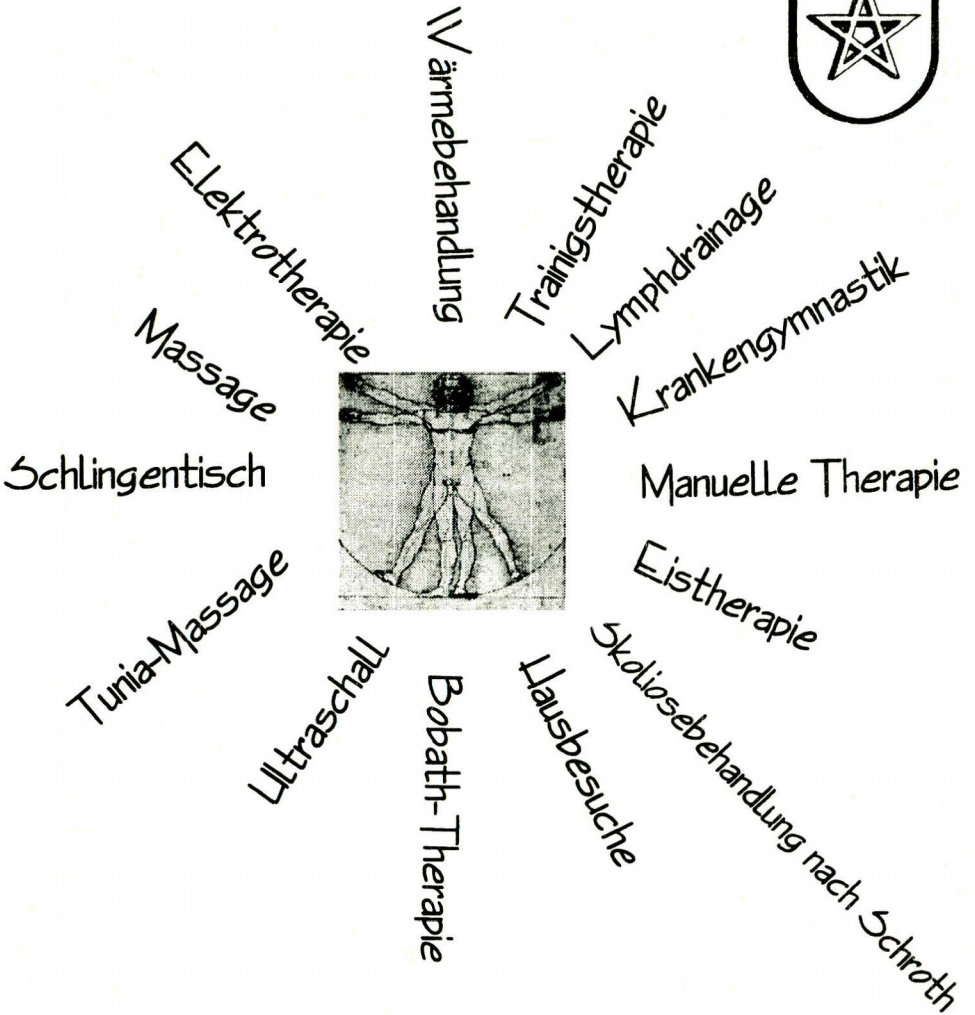 Wärmebehandlung
Trainigstherapie
Lymphdrainage
Krankengymnastik
Manuelle Therapie
Eistherapie
Skoliosebehandlung nach Schroth
Hausbesuche
Bobath-Therapie
Ultraschall
Tunia-Massage
Schlingentisch
Massage
Elektrotherapie